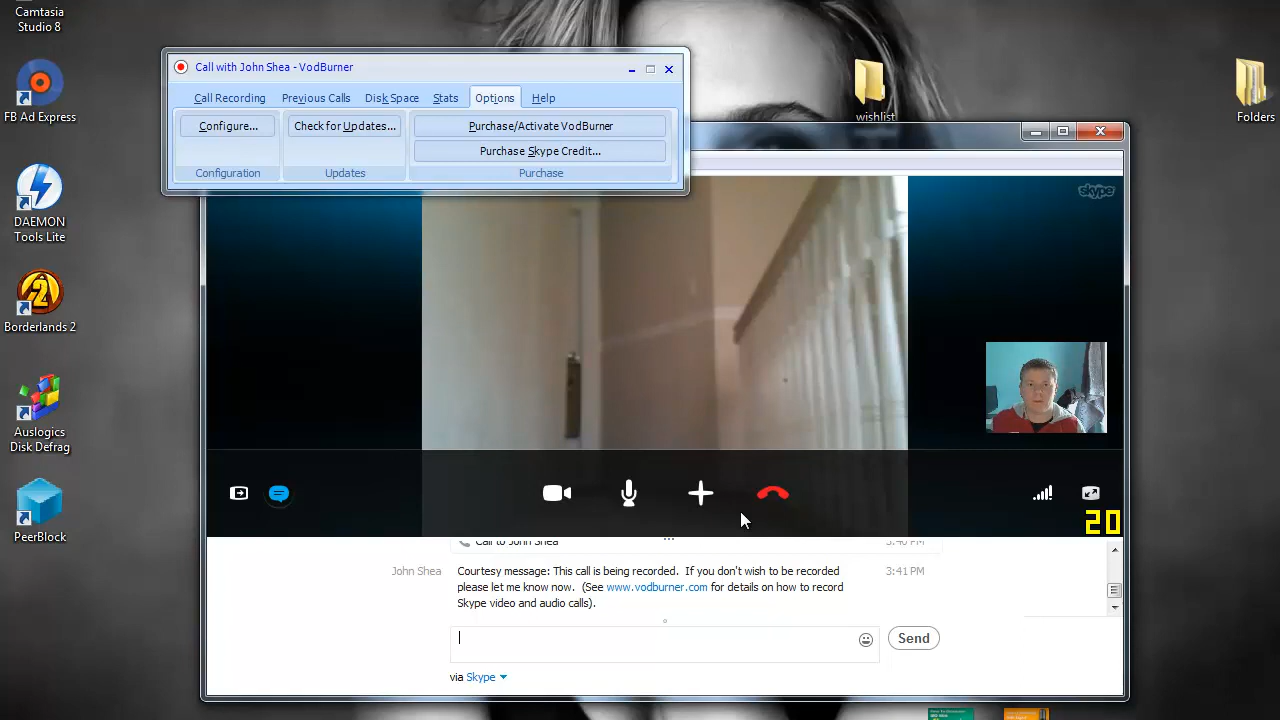 Camtasia
Studio 8
FB Ad Express
DAEMON
Tools Lite
Borderlands 2
Auslogics
Disk Defrag
PeerBlock
wishlist
Folders
Call with John Shea - VodBurner
Call Recording Previous Calls Disk Space Stats Options Help
Configure... Check for Updates... Purchase/Activate VodBurner
Purchase Skype Credit...
Configuration Updates Purchase
skype
20
Call to John Shea 3:40 PM
John Shea Courtesy message: This call is being recorded. If you don't wish to be recorded 3:41 PM
please let me know now. (See www.vodburner.com for details on how to record
Skype video and audio calls).
Send
via Skype